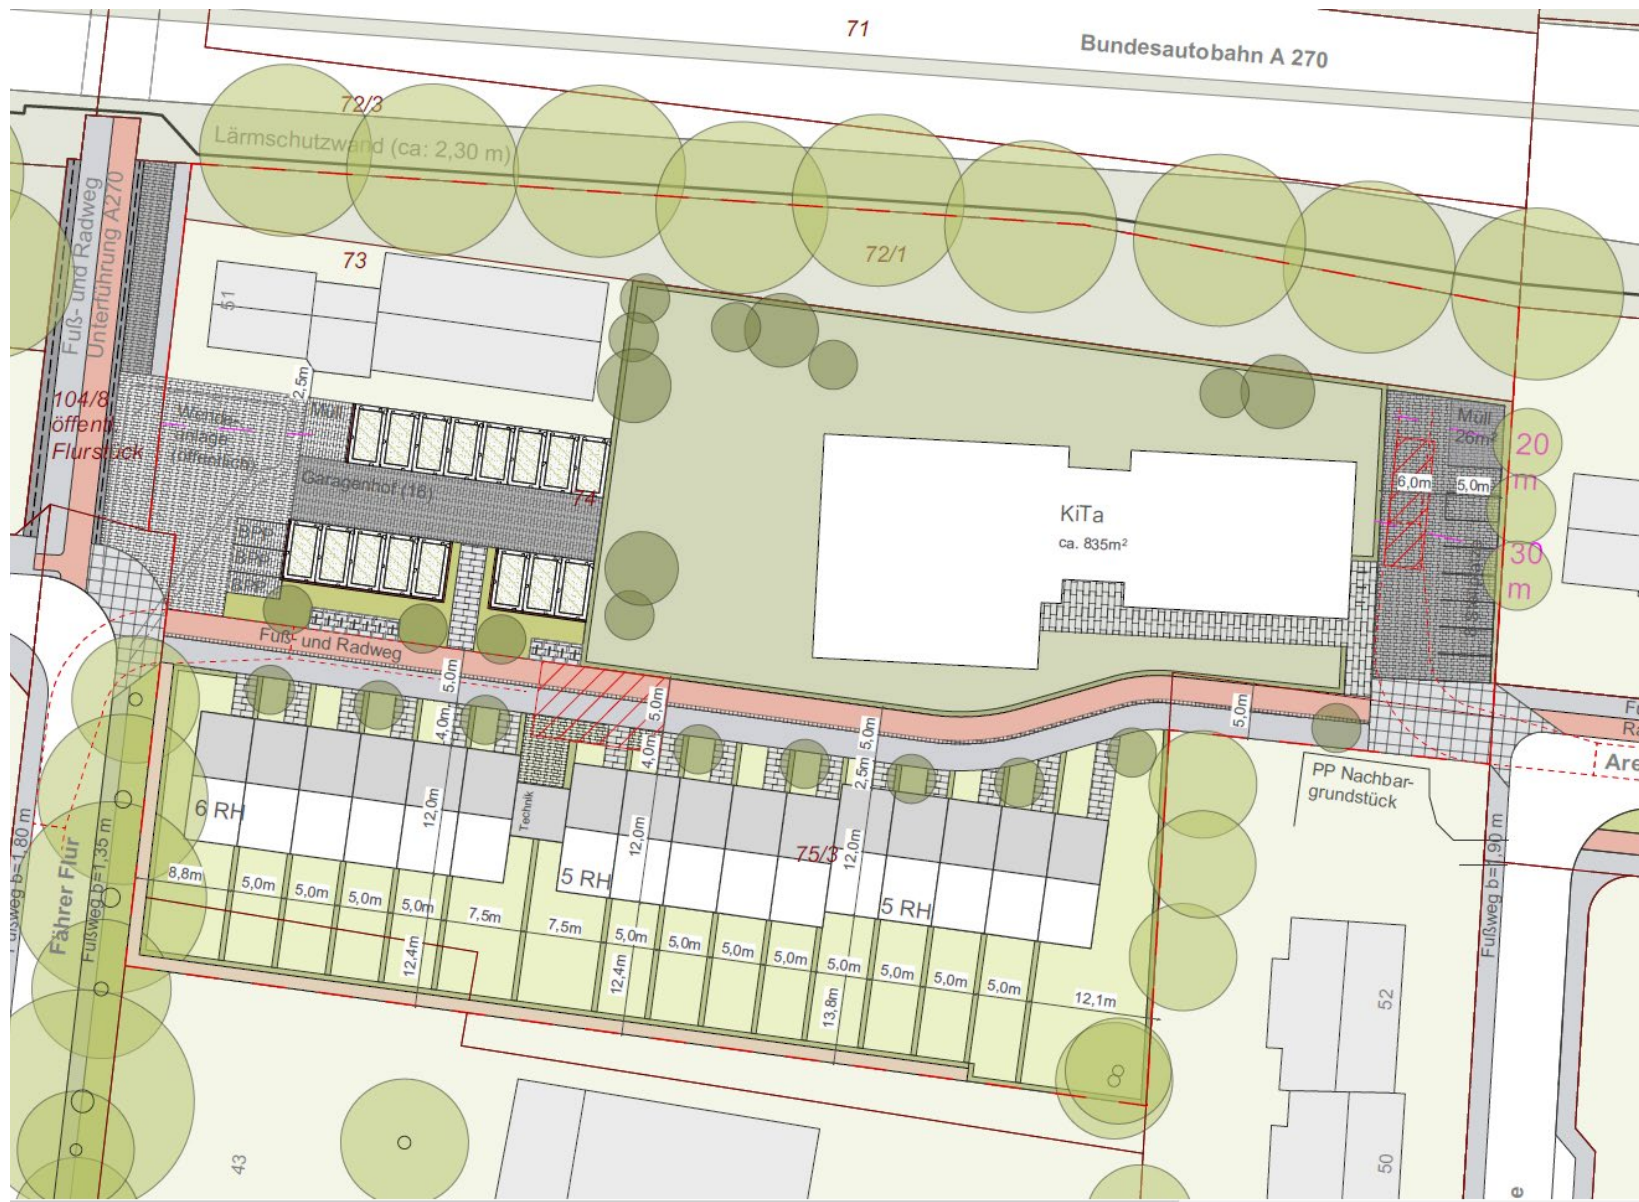 71
Bundesautobahn A 270
72/3
Lärmschutzwand (ca: 2,30 m)
Fuß- und Radweg
Unterführung A270
73
72/1
51
2,5m
104/8
öffentl
Flurstück
Wende-
anlage
(öffentlich)
Müll
Garagenhof (16)
74
BPP
BPP
BPP
KiTa
ca. 835m²
Müll
26m²
6,0m
5,0m
20
m
30
m
Fuß- und Radweg
5,0m
4,0m
5,0m
4,0m
5,0m
2,5m
5,0m
Are
PP Nachbar-
grundstück
6 RH
12,0m
Technik
5 RH
12,0m
75/3
12,0m
5 RH
8,8m
5,0m
5,0m
5,0m
5,0m
7,5m
7,5m
5,0m
5,0m
5,0m
5,0m
5,0m
5,0m
5,0m
5,0m
12,1m
12,4m
12,4m
13,8m
Fußweg b=1,80 m
Fährer Flur
Fußweg b=1,35 m
Fußweg b=1,90 m
52
50
43
e